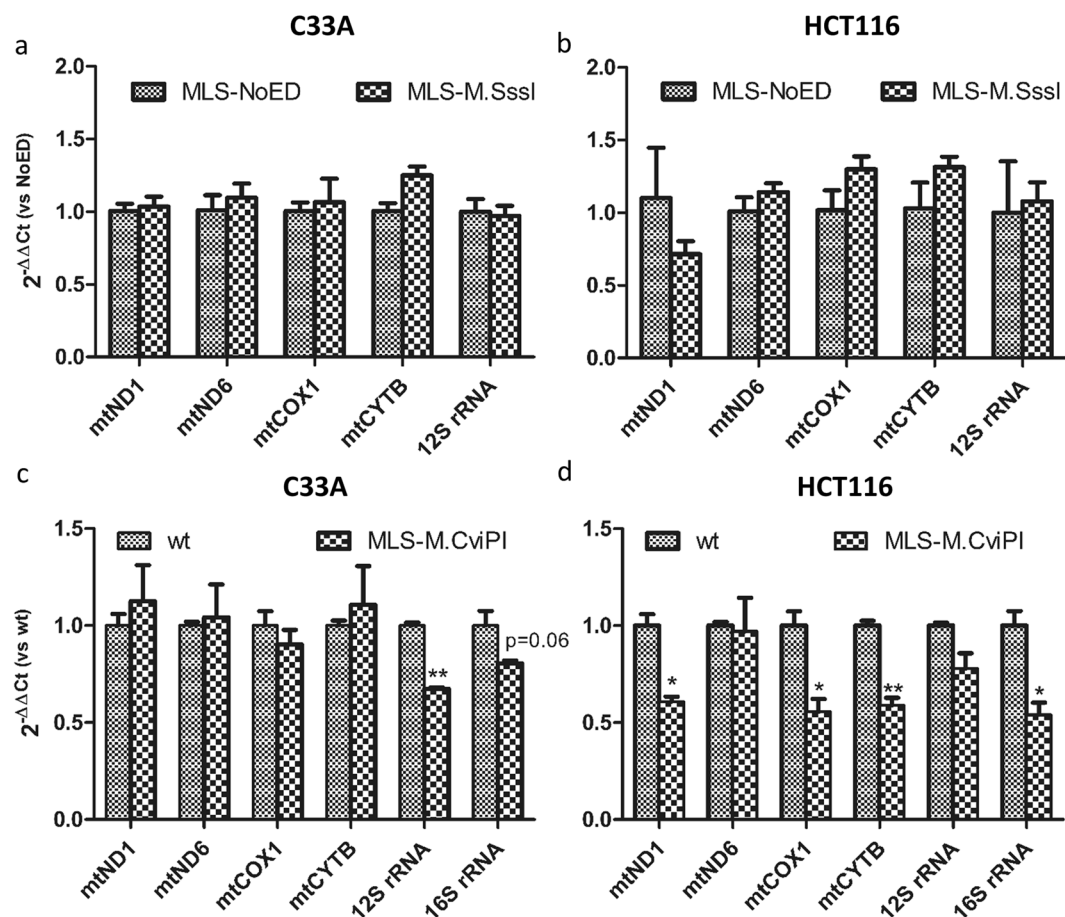 C33A
HCT116
a
b
2.0
1.5
1.0
0.5
0.0
2^-ΔΔCt (vs NoED)
MLS-NoED
MLS-M.SssI
mtND1
mtND6
mtCOX1
mtCYTB
12S rRNA
2.0
1.5
1.0
0.5
0.0
MLS-NoED
MLS-M.SssI
mtND1
mtND6
mtCOX1
mtCYTB
12S rRNA
c
C33A
d
HCT116
1.5
1.0
0.5
0.0
2^-ΔΔCt (vs wt)
wt
MLS-M.CviPI
**
p=0.06
mtND1
mtND6
mtCOX1
mtCYTB
12S rRNA
16S rRNA
1.5
1.0
0.5
0.0
wt
MLS-M.CviPI
*
*
**
*
mtND1
mtND6
mtCOX1
mtCYTB
12S rRNA
16S rRNA